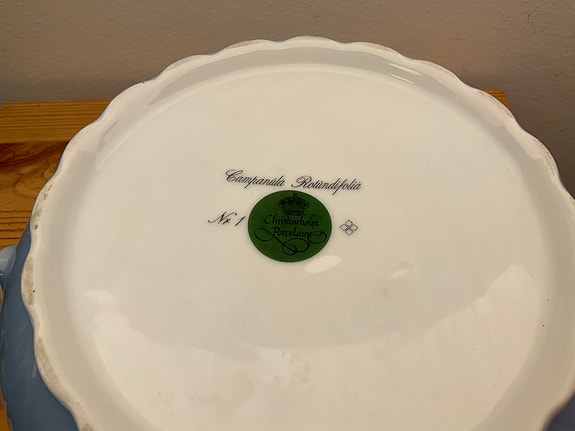 Campanula Rotundifolia
Nr 1
Christineholm
Porcelaine